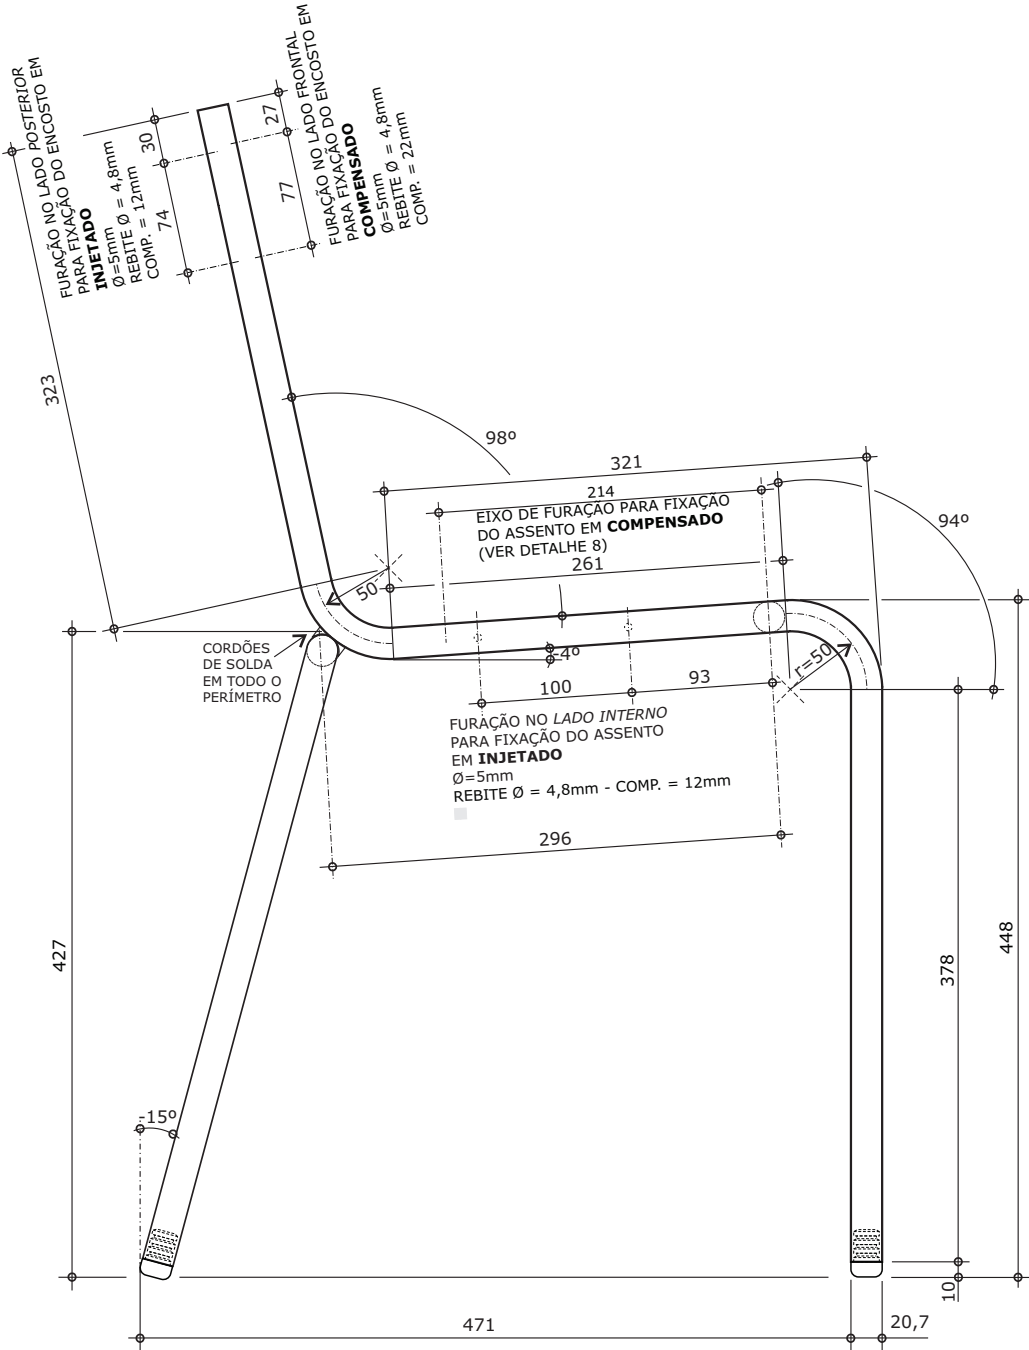 FURAÇÃO NO LADO POSTERIOR
PARA FIXAÇÃO DO ENCOSTO EM
INJETADO
Ø=5mm
REBITE Ø = 4,8mm
COMP. = 12mm
30
74
27
77
FURAÇÃO NO LADO FRONTAL
PARA FIXAÇÃO DO ENCOSTO EM
COMPENSADO
Ø=5mm
REBITE Ø = 4,8mm
COMP. = 22mm
323
98º
321
214
EIXO DE FURAÇÃO PARA FIXAÇÃO
DO ASSENTO EM COMPENSADO
(VER DETALHE 8)
261
94º
50
CORDÕES
DE SOLDA
EM TODO O
PERÍMETRO
-4º
r=50
100
93
FURAÇÃO NO LADO INTERNO
PARA FIXAÇÃO DO ASSENTO
EM INJETADO
Ø=5mm
REBITE Ø = 4,8mm - COMP. = 12mm
296
427
378
448
-15º
10
471
20,7